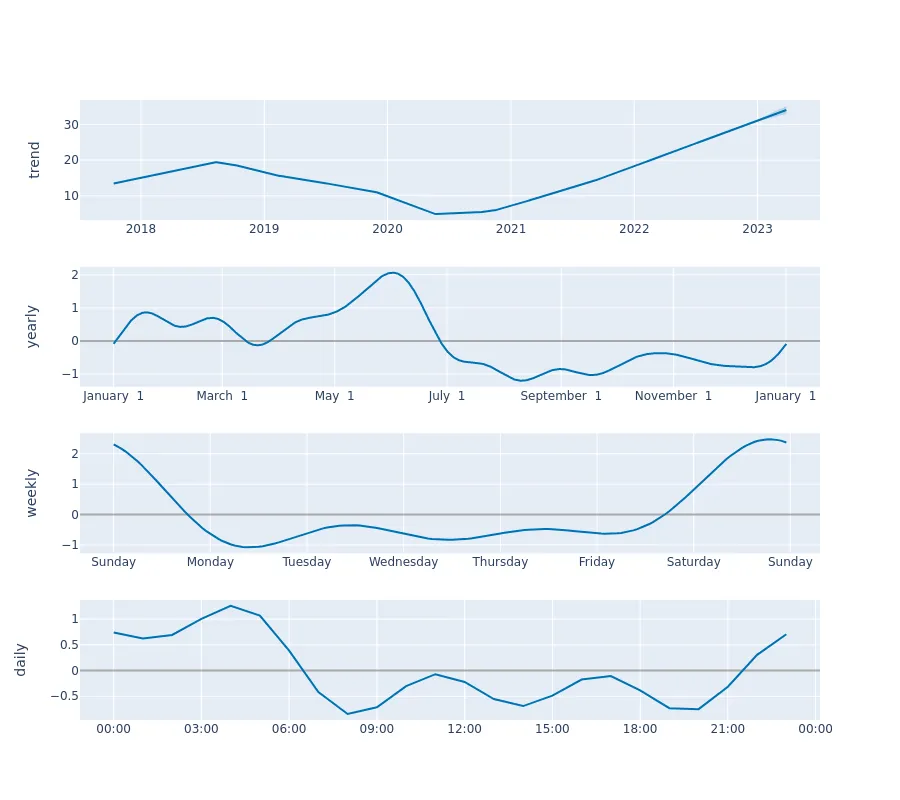 trend
30
20
10
2018 2019 2020 2021 2022 2023
yearly
2
1
0
−1
January 1 March 1 May 1 July 1 September 1 November 1 January 1
weekly
2
1
0
−1
Sunday Monday Tuesday Wednesday Thursday Friday Saturday Sunday
daily
1
0.5
0
−0.5
00:00 03:00 06:00 09:00 12:00 15:00 18:00 21:00 00:00